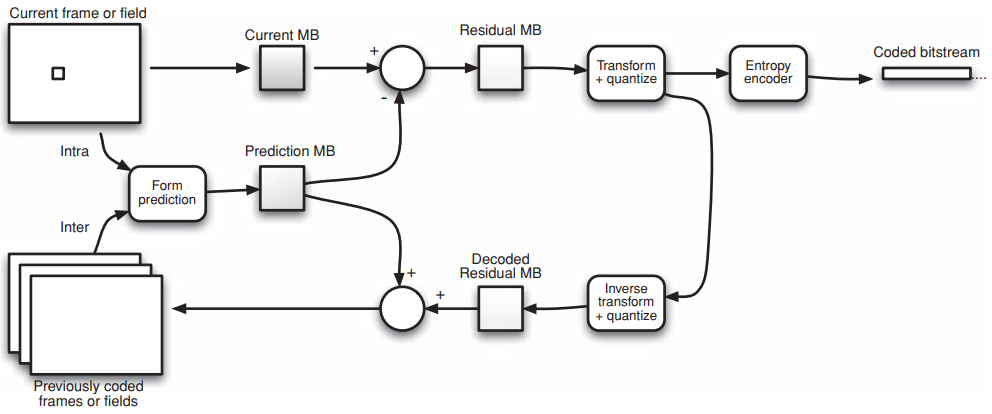 Current frame or field
Current MB
Residual MB
Coded bitstream
+
-
Transform
+ quantize
Entropy
encoder
....
Intra
Prediction MB
Form
prediction
Inter
+
+
Decoded
Residual MB
Inverse
transform
+ quantize
Previously coded
frames or fields